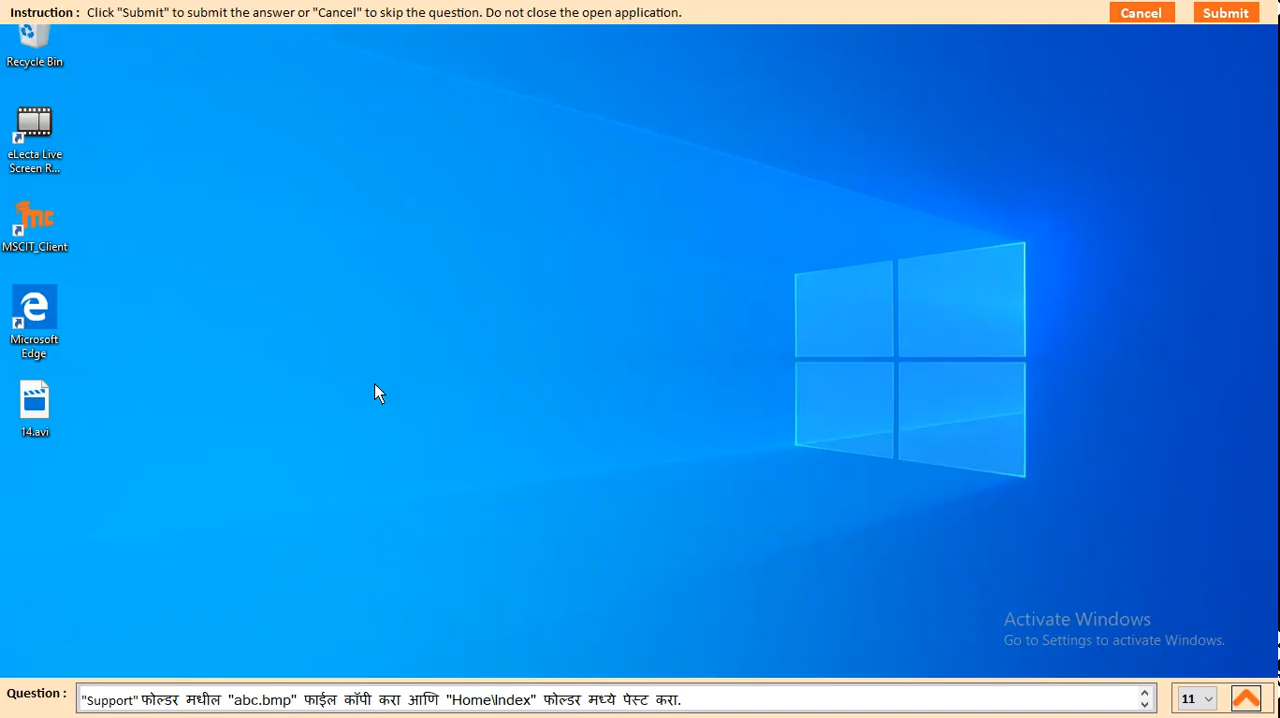 Instruction : Click "Submit" to submit the answer or "Cancel" to skip the question. Do not close the open application. Cancel Submit
Recycle Bin
eLecta Live
Screen R...
MSCIT_Client
Microsoft
Edge
14.avi
Activate Windows
Go to Settings to activate Windows.
Question : "Support" फोल्डर मधील "abc.bmp" फाईल कॉपी करा आणि "Home\Index" फोल्डर मध्ये पेस्ट करा. 11